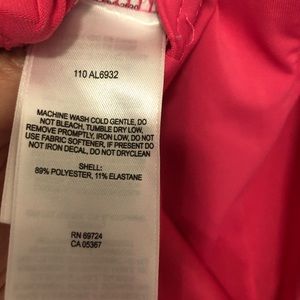 110 AL6932
MACHINE WASH COLD GENTLE, DO
NOT BLEACH, TUMBLE DRY LOW,
REMOVE PROMPTLY, IRON LOW, DO NOT
USE FABRIC SOFTENER, IF PRESENT DO
NOT IRON DECAL, DO NOT DRYCLEAN
SHELL:
89% POLYESTER, 11% ELASTANE
RN 69724
CA 05367